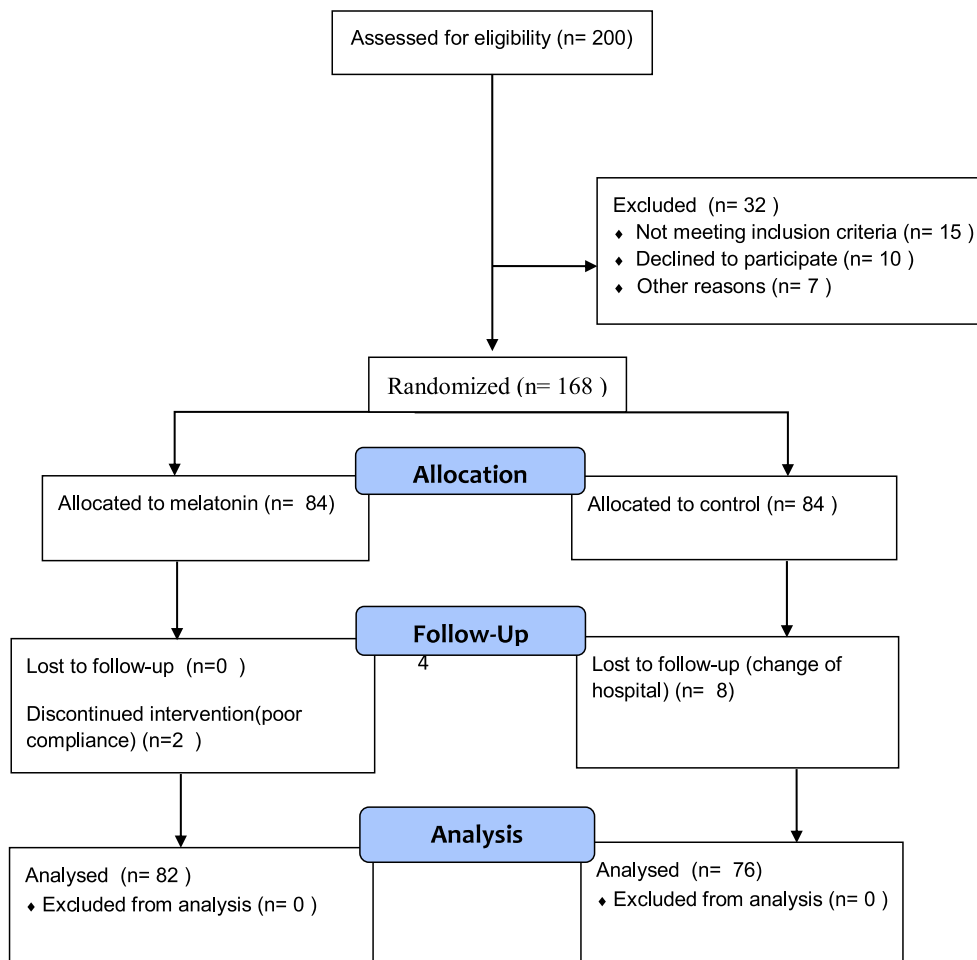 Assessed for eligibility (n= 200)
Excluded (n= 32 )
♦ Not meeting inclusion criteria (n= 15 )
♦ Declined to participate (n= 10 )
♦ Other reasons (n= 7 )
Randomized (n= 168 )
Allocation
Allocated to melatonin (n= 84)
Allocated to control (n= 84 )
Follow-Up
4
Lost to follow-up (n=0 )
Discontinued intervention(poor
compliance) (n=2 )
Lost to follow-up (change of
hospital) (n= 8)
Analysis
Analysed (n= 82 )
♦ Excluded from analysis (n= 0 )
Analysed (n= 76)
♦ Excluded from analysis (n= 0 )